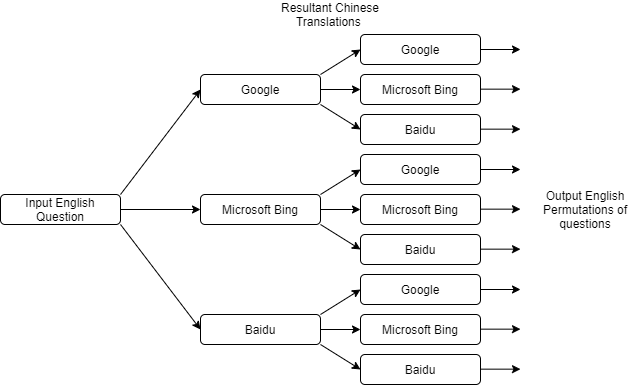 Resultant Chinese
Translations
Google
Microsoft Bing
Baidu
Google
Google
Microsoft Bing
Baidu
Input English
Question
Microsoft Bing
Output English
Permutations of
questions
Google
Microsoft Bing
Baidu
Baidu